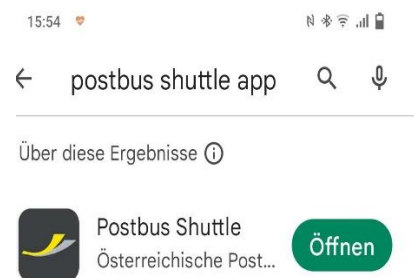 15:54
postbus shuttle app
Über diese Ergebnisse
Postbus Shuttle
Österreichische Post...
Öffnen